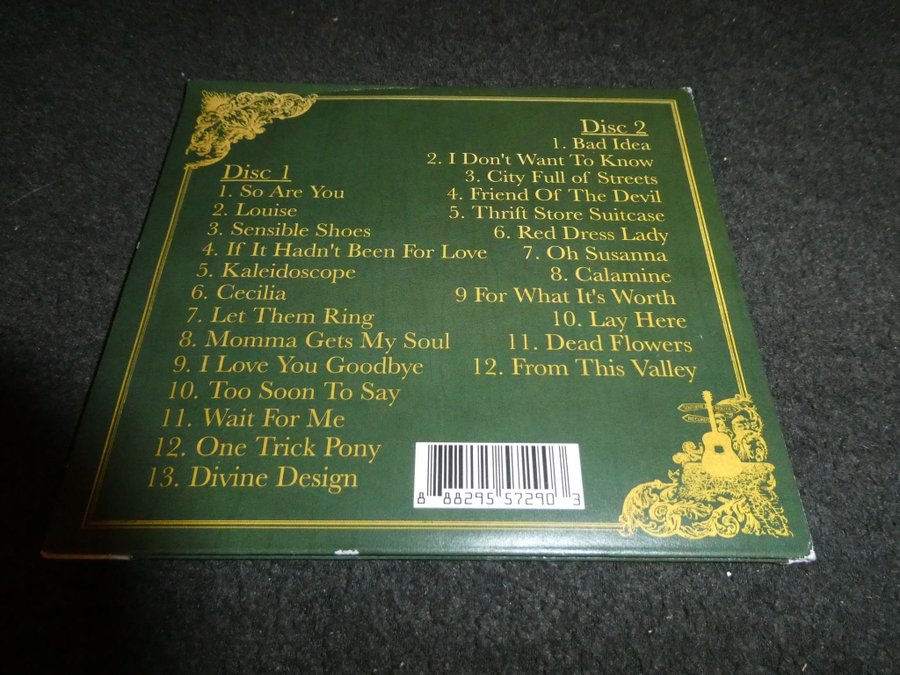 Disc 1
1. So Are You
2. Louise
3. Sensible Shoes
4. If It Hadn't Been For Love
5. Kaleidoscope
6. Cecilia
7. Let Them Ring
8. Momma Gets My Soul
9. I Love You Goodbye
10. Too Soon To Say
11. Wait For Me
12. One Trick Pony
13. Divine Design
Disc 2
1. Bad Idea
2. I Don't Want To Know
3. City Full of Streets
4. Friend Of The Devil
5. Thrift Store Suitcase
6. Red Dress Lady
7. Oh Susanna
8. Calamine
9 For What It's Worth
10. Lay Here
11. Dead Flowers
12. From This Valley
8 88295 57290 3